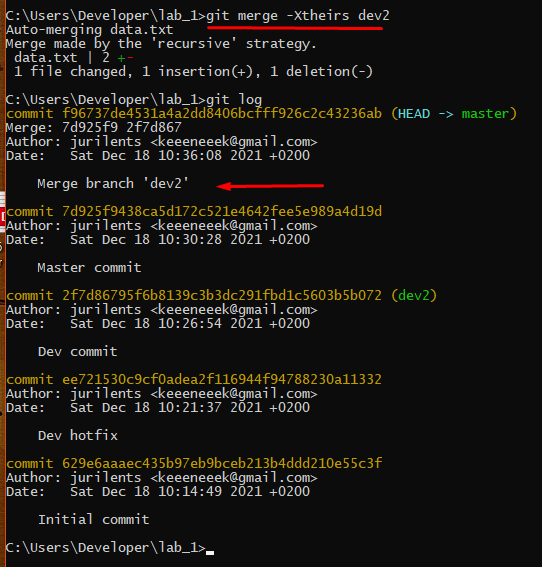 C:\Users\Developer\lab_1>git merge -Xtheirs dev2
Auto-merging data.txt
Merge made by the 'recursive' strategy.
 data.txt | 2 +-
 1 file changed, 1 insertion(+), 1 deletion(-)

C:\Users\Developer\lab_1>git log
commit f96737de4531a4a2dd8406bcfff926c2c43236ab (HEAD -> master)
Merge: 7d925f9 2f7d867
Author: jurilents <keeeneeek@gmail.com>
Date:   Sat Dec 18 10:36:08 2021 +0200

    Merge branch 'dev2'

commit 7d925f9438ca5d172c521e4642fee5e989a4d19d
Author: jurilents <keeeneeek@gmail.com>
Date:   Sat Dec 18 10:30:28 2021 +0200

    Master commit

commit 2f7d86795f6b8139c3b3dc291fbd1c5603b5b072 (dev2)
Author: jurilents <keeeneeek@gmail.com>
Date:   Sat Dec 18 10:26:54 2021 +0200

    Dev commit

commit ee721530c9cf0adea2f116944f94788230a11332
Author: jurilents <keeeneeek@gmail.com>
Date:   Sat Dec 18 10:21:37 2021 +0200

    Dev hotfix

commit 629e6aaaec435b97eb9bceb213b4ddd210e55c3f
Author: jurilents <keeeneeek@gmail.com>
Date:   Sat Dec 18 10:14:49 2021 +0200

    Initial commit

C:\Users\Developer\lab_1>